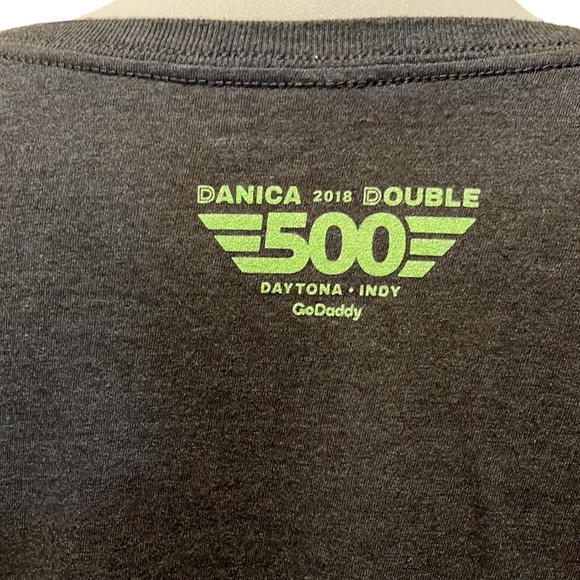 DANICA 2018 DOUBLE
500
DAYTONA • INDY
GoDaddy